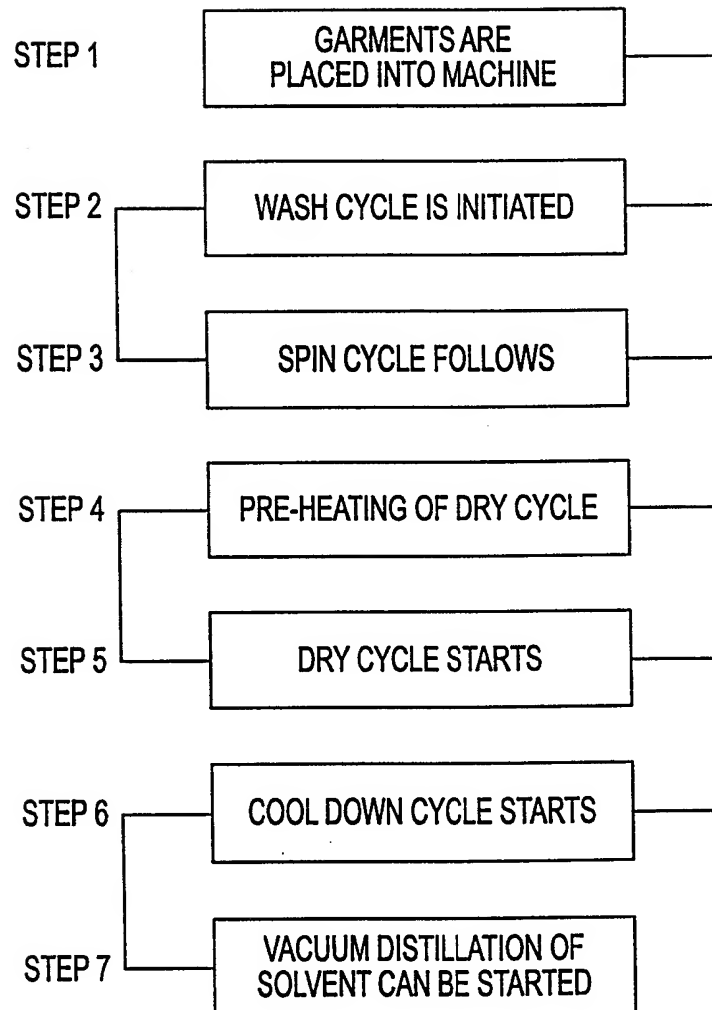 STEP 1
GARMENTS ARE
PLACED INTO MACHINE
STEP 2
WASH CYCLE IS INITIATED
STEP 3
SPIN CYCLE FOLLOWS
STEP 4
PRE-HEATING OF DRY CYCLE
STEP 5
DRY CYCLE STARTS
STEP 6
COOL DOWN CYCLE STARTS
STEP 7
VACUUM DISTILLATION OF
SOLVENT CAN BE STARTED